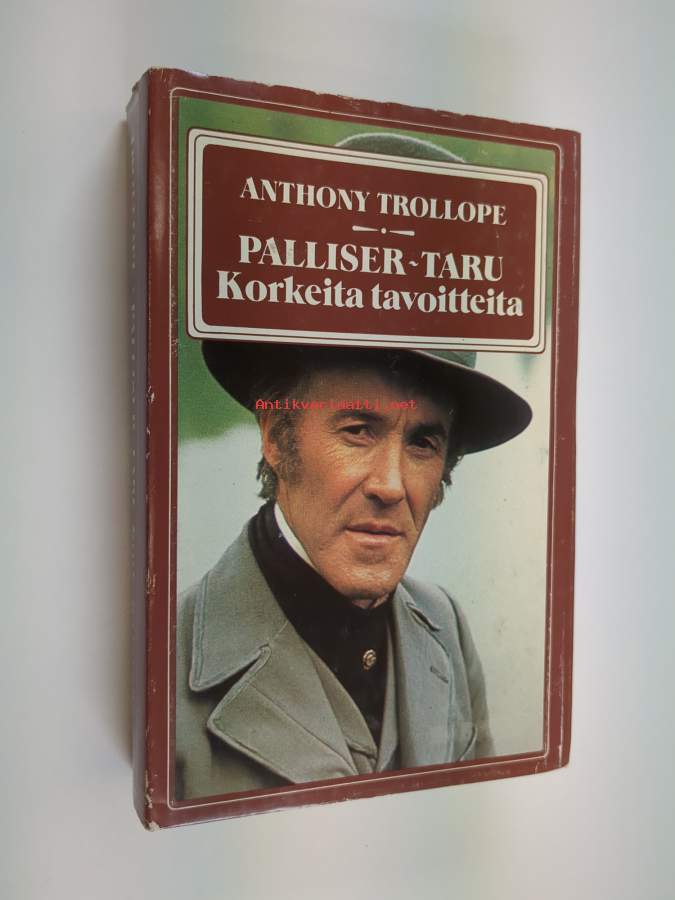 ANTHONY TROLLOPE
PALLISER~TARU
Korkeita tavoitteita
Antikvariaatti.net